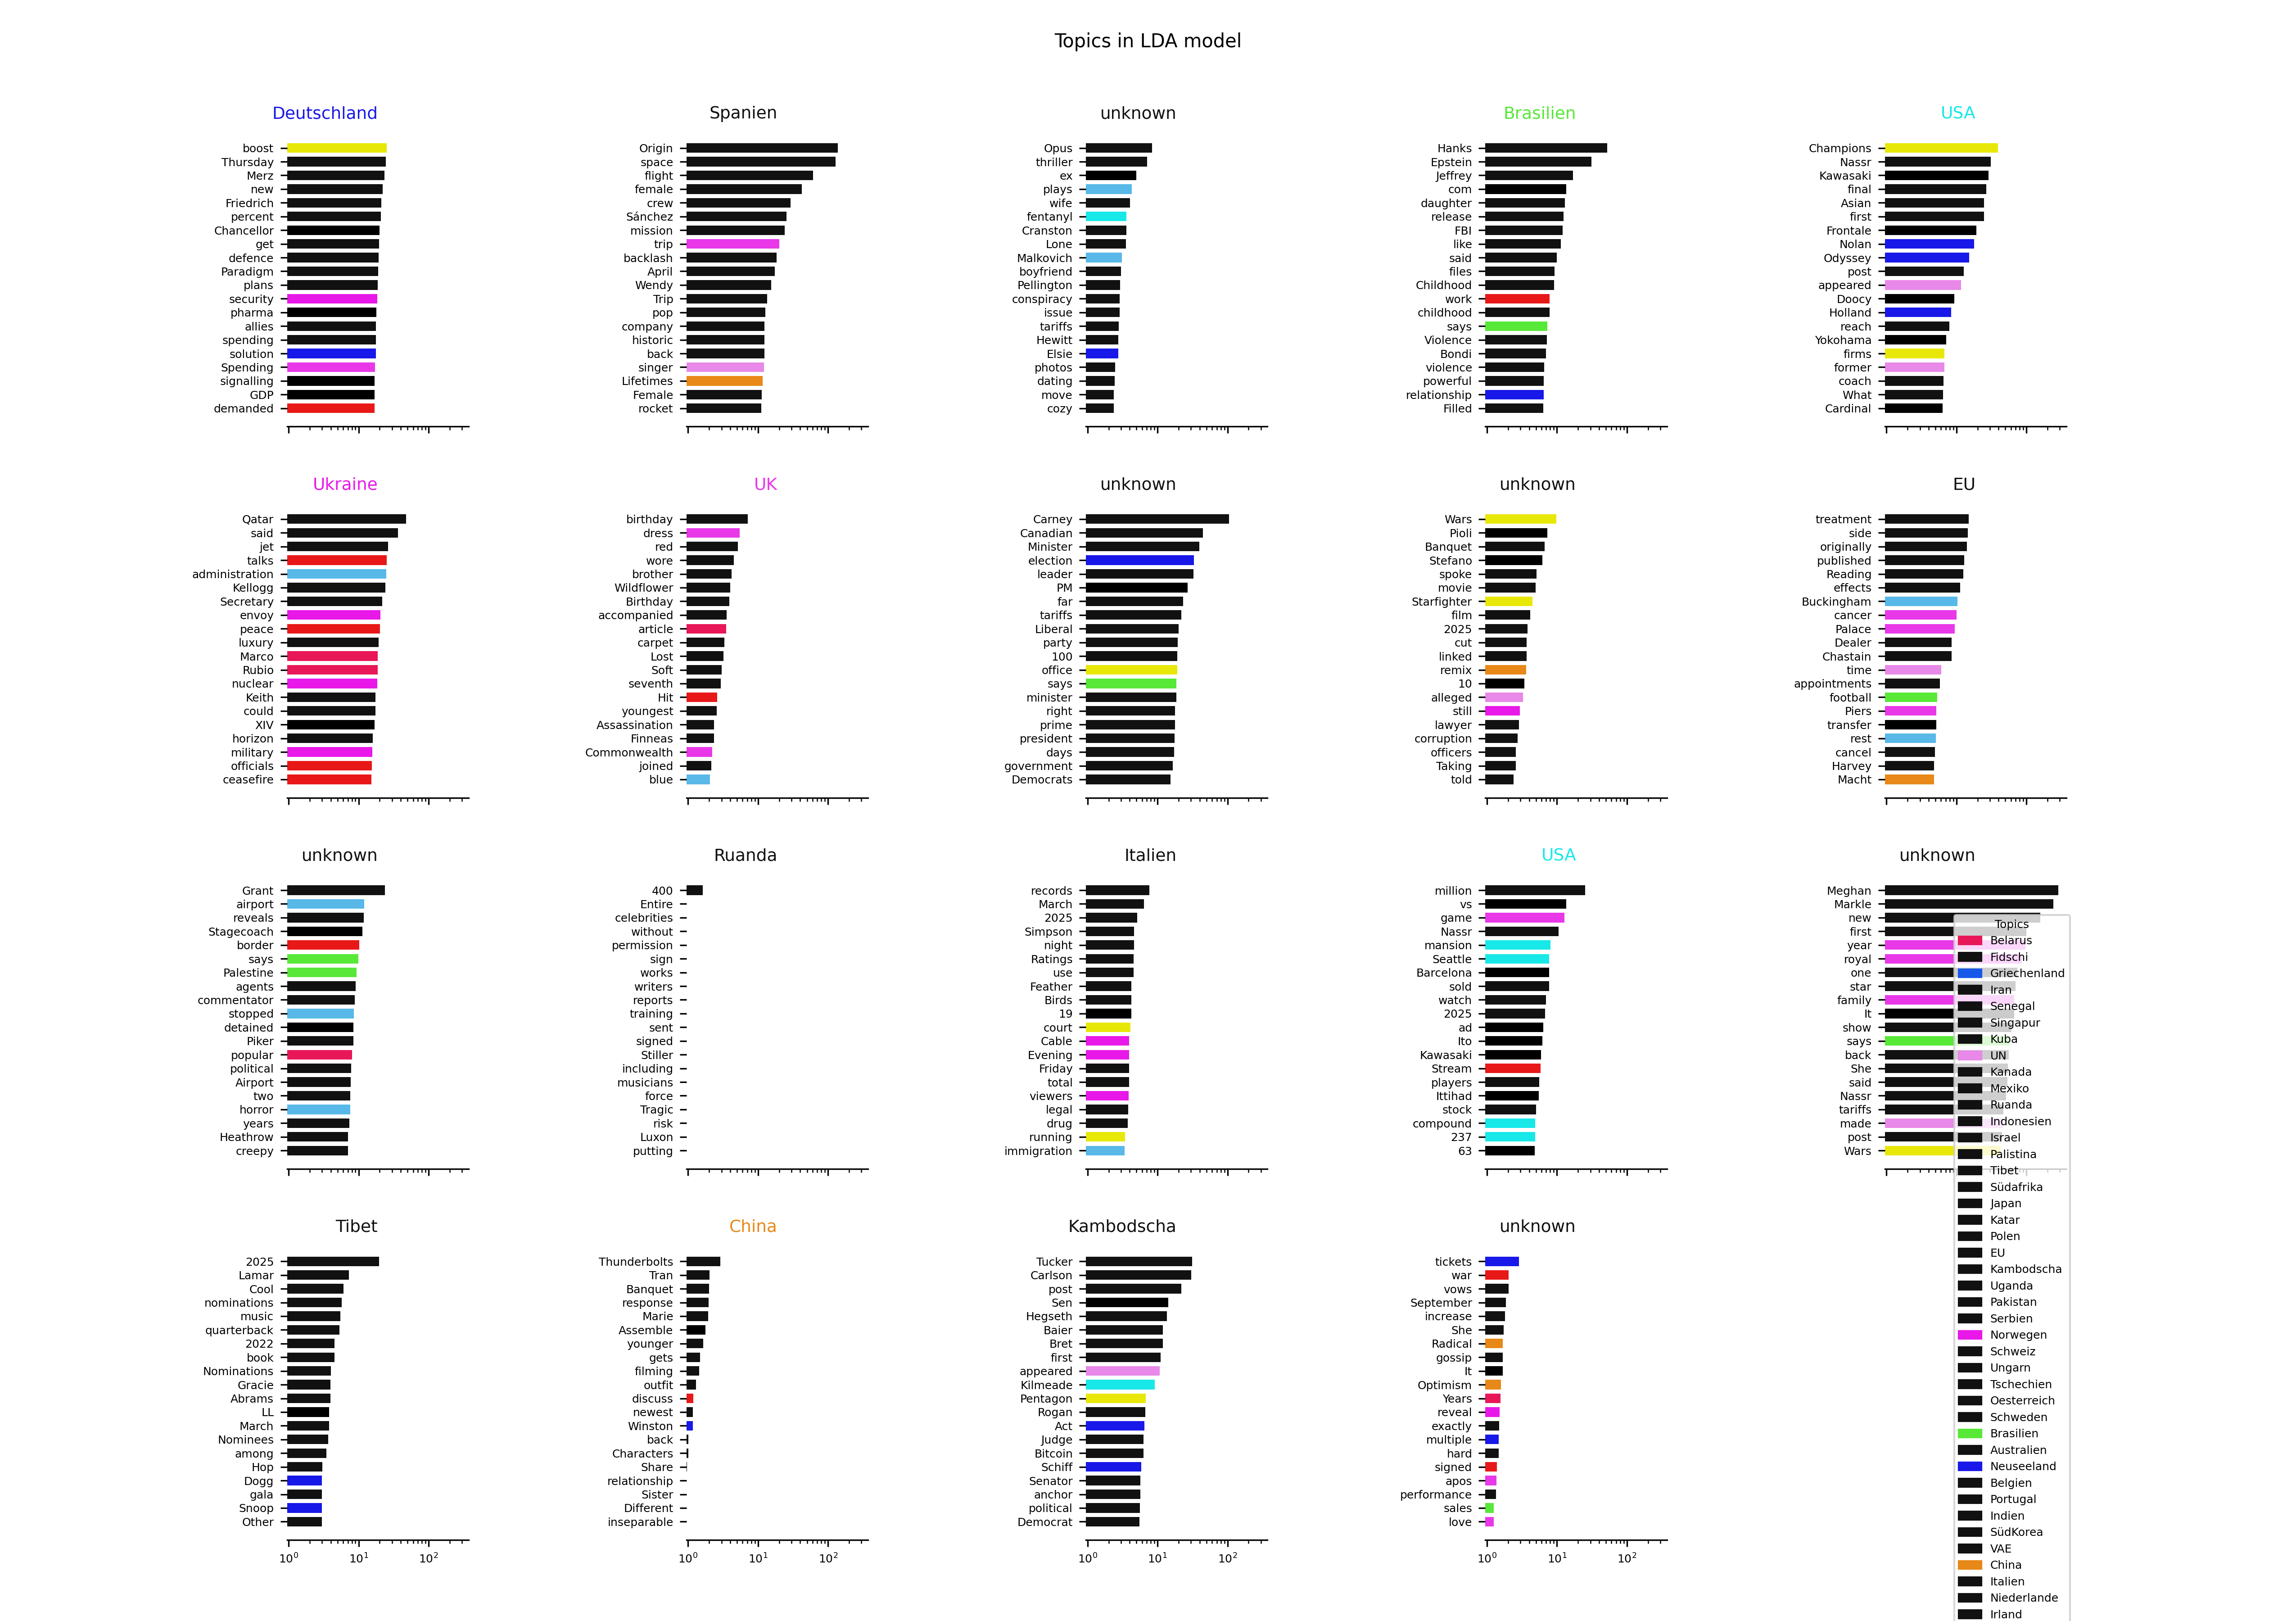 Topics in LDA model
Deutschland
boost
Thursday
Merz
new
Friedrich
percent
Chancellor
get
defence
Paradigm
plans
security
pharma
allies
spending
solution
Spending
signalling
GDP
demanded
Spanien
Origin
space
flight
female
crew
Sánchez
mission
trip
backlash
April
Wendy
Trip
pop
company
historic
back
singer
Lifetimes
Female
rocket
unknown
Opus
thriller
ex
plays
wife
fentanyl
Cranston
Lone
Malkovich
boyfriend
Pellington
conspiracy
issue
tariffs
Hewitt
Elsie
photos
dating
move
cozy
Brasilien
Hanks
Epstein
Jeffrey
com
daughter
release
FBI
like
said
files
Childhood
work
childhood
says
Violence
Bondi
violence
powerful
relationship
Filled
USA
Champions
Nassr
Kawasaki
final
Asian
first
Frontale
Nolan
Odyssey
post
appeared
Doocy
Holland
reach
Yokohama
firms
former
coach
What
Cardinal
Ukraine
Qatar
said
jet
talks
administration
Kellogg
Secretary
envoy
peace
luxury
Marco
Rubio
nuclear
Keith
could
XIV
horizon
military
officials
ceasefire
UK
birthday
dress
red
wore
brother
Wildflower
Birthday
accompanied
article
carpet
Lost
Soft
seventh
Hit
youngest
Assassination
Finneas
Commonwealth
joined
blue
unknown
Carney
Canadian
Minister
election
leader
PM
far
tariffs
Liberal
party
100
office
says
minister
right
prime
president
days
government
Democrats
unknown
Wars
Pioli
Banquet
Stefano
spoke
movie
Starfighter
film
2025
cut
linked
remix
10
alleged
still
lawyer
corruption
officers
Taking
told
EU
treatment
side
originally
published
Reading
effects
Buckingham
cancer
Palace
Dealer
Chastain
time
appointments
football
Piers
transfer
rest
cancel
Harvey
Macht
unknown
Grant
airport
reveals
Stagecoach
border
says
Palestine
agents
commentator
stopped
detained
Piker
popular
political
Airport
two
horror
years
Heathrow
creepy
Ruanda
400
Entire
celebrities
without
permission
sign
works
writers
reports
training
sent
signed
Stiller
including
musicians
force
Tragic
risk
Luxon
putting
Italien
records
March
2025
Simpson
night
Ratings
use
Feather
Birds
19
court
Cable
Evening
Friday
total
viewers
legal
drug
running
immigration
USA
million
vs
game
Nassr
mansion
Seattle
Barcelona
sold
watch
2025
ad
Ito
Kawasaki
Stream
players
Ittihad
stock
compound
237
63
unknown
Meghan
Markle
new
first
year
royal
one
star
family
It
show
says
back
She
said
Nassr
tariffs
made
post
Wars
Tibet
2025
Lamar
Cool
nominations
music
quarterback
2022
book
Nominations
Gracie
Abrams
LL
March
Nominees
among
Hop
Dogg
gala
Snoop
Other
10⁰ 10¹ 10²
China
Thunderbolts
Tran
Banquet
response
Marie
Assemble
younger
gets
filming
outfit
discuss
newest
Winston
back
Characters
Share
relationship
Sister
Different
inseparable
10⁰ 10¹ 10²
Kambodscha
Tucker
Carlson
post
Sen
Hegseth
Baier
Bret
first
appeared
Kilmeade
Pentagon
Rogan
Act
Judge
Bitcoin
Schiff
Senator
anchor
political
Democrat
10⁰ 10¹ 10²
unknown
tickets
war
vows
September
increase
She
Radical
gossip
It
Optimism
Years
reveal
exactly
multiple
hard
signed
apos
performance
sales
love
10⁰ 10¹ 10²
Topics
Belarus
Fidschi
Griechenland
Iran
Senegal
Singapur
Kuba
UN
Kanada
Mexiko
Ruanda
Indonesien
Israel
Palistina
Tibet
Südafrika
Japan
Katar
Polen
EU
Kambodscha
Uganda
Pakistan
Serbien
Norwegen
Schweiz
Ungarn
Tschechien
Oesterreich
Schweden
Brasilien
Australien
Neuseeland
Belgien
Portugal
Indien
SüdKorea
VAE
China
Italien
Niederlande
Irland